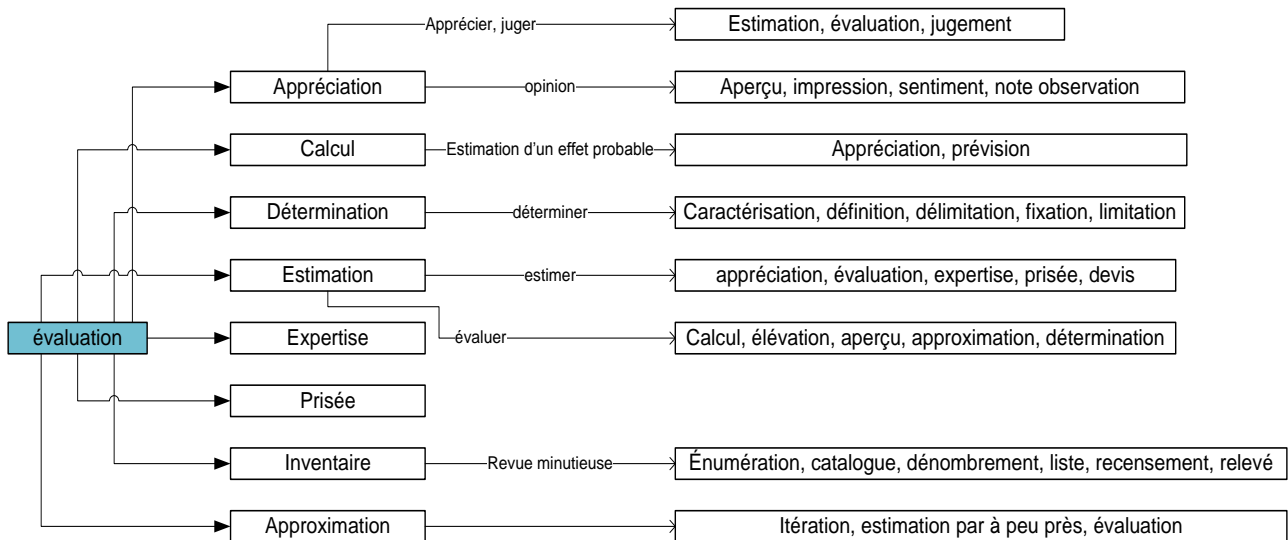 Apprécier, juger
Estimation, évaluation, jugement
Appréciation
opinion
Aperçu, impression, sentiment, note observation
Calcul
Estimation d’un effet probable
Appréciation, prévision
Détermination
déterminer
Caractérisation, définition, délimitation, fixation, limitation
Estimation
estimer
appréciation, évaluation, expertise, prisée, devis
évaluation
Expertise
évaluer
Calcul, élévation, aperçu, approximation, détermination
Prisée
Inventaire
Revue minutieuse
Énumération, catalogue, dénombrement, liste, recensement, relevé
Approximation
Itération, estimation par à peu près, évaluation